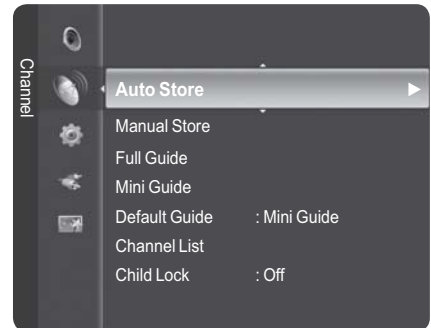 Channel
Auto Store
Manual Store
Full Guide
Mini Guide
Default Guide : Mini Guide
Channel List
Child Lock : Off